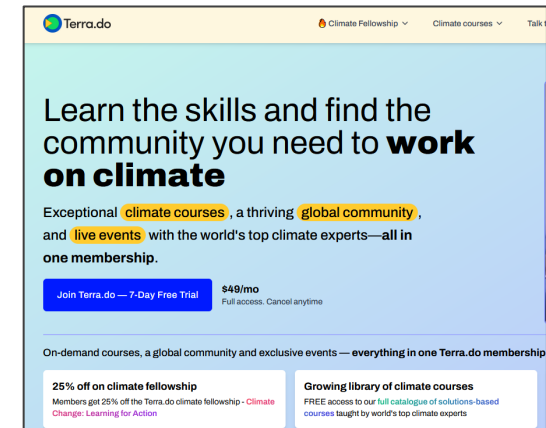 Terra.do
Climate Fellowship
Climate courses
Talk
Learn the skills and find the
community you need to work
on climate
Exceptional climate courses, a thriving global community,
and live events with the world's top climate experts—all in
one membership.
Join Terra.do — 7-Day Free Trial
$49/mo
Full access. Cancel anytime
On-demand courses, a global community and exclusive events — everything in one Terra.do membership
25% off on climate fellowship
Members get 25% off the Terra.do climate fellowship - Climate
Change: Learning for Action
Growing library of climate courses
FREE access to our full catalogue of solutions-based
courses taught by world's top climate experts